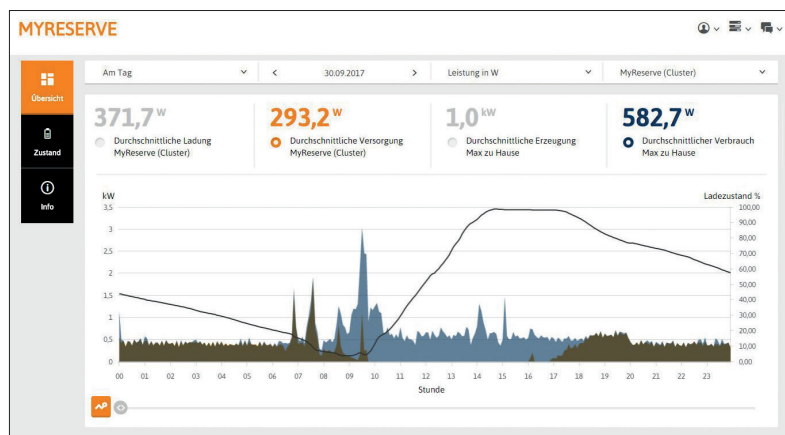 MYRESERVE
Am Tag
30.09.2017
Leistung in W
MyReserve (Cluster)
Übersicht
Zustand
Info
371,7 W
Durchschnittliche Ladung
MyReserve (Cluster)
293,2 W
Durchschnittliche Versorgung
MyReserve (Cluster)
1,0 kW
Durchschnittliche Erzeugung
Max zu Hause
582,7 W
Durchschnittlicher Verbrauch
Max zu Hause
kW
Ladezustand %
3,5
3
2,5
2
1,5
1
0,5
0
100,00
90,00
80,00
70,00
60,00
50,00
40,00
30,00
20,00
10,00
0,00
00 01 02 03 04 05 06 07 08 09 10 11 12 13 14 15 16 17 18 19 20 21 22 23
Stunde